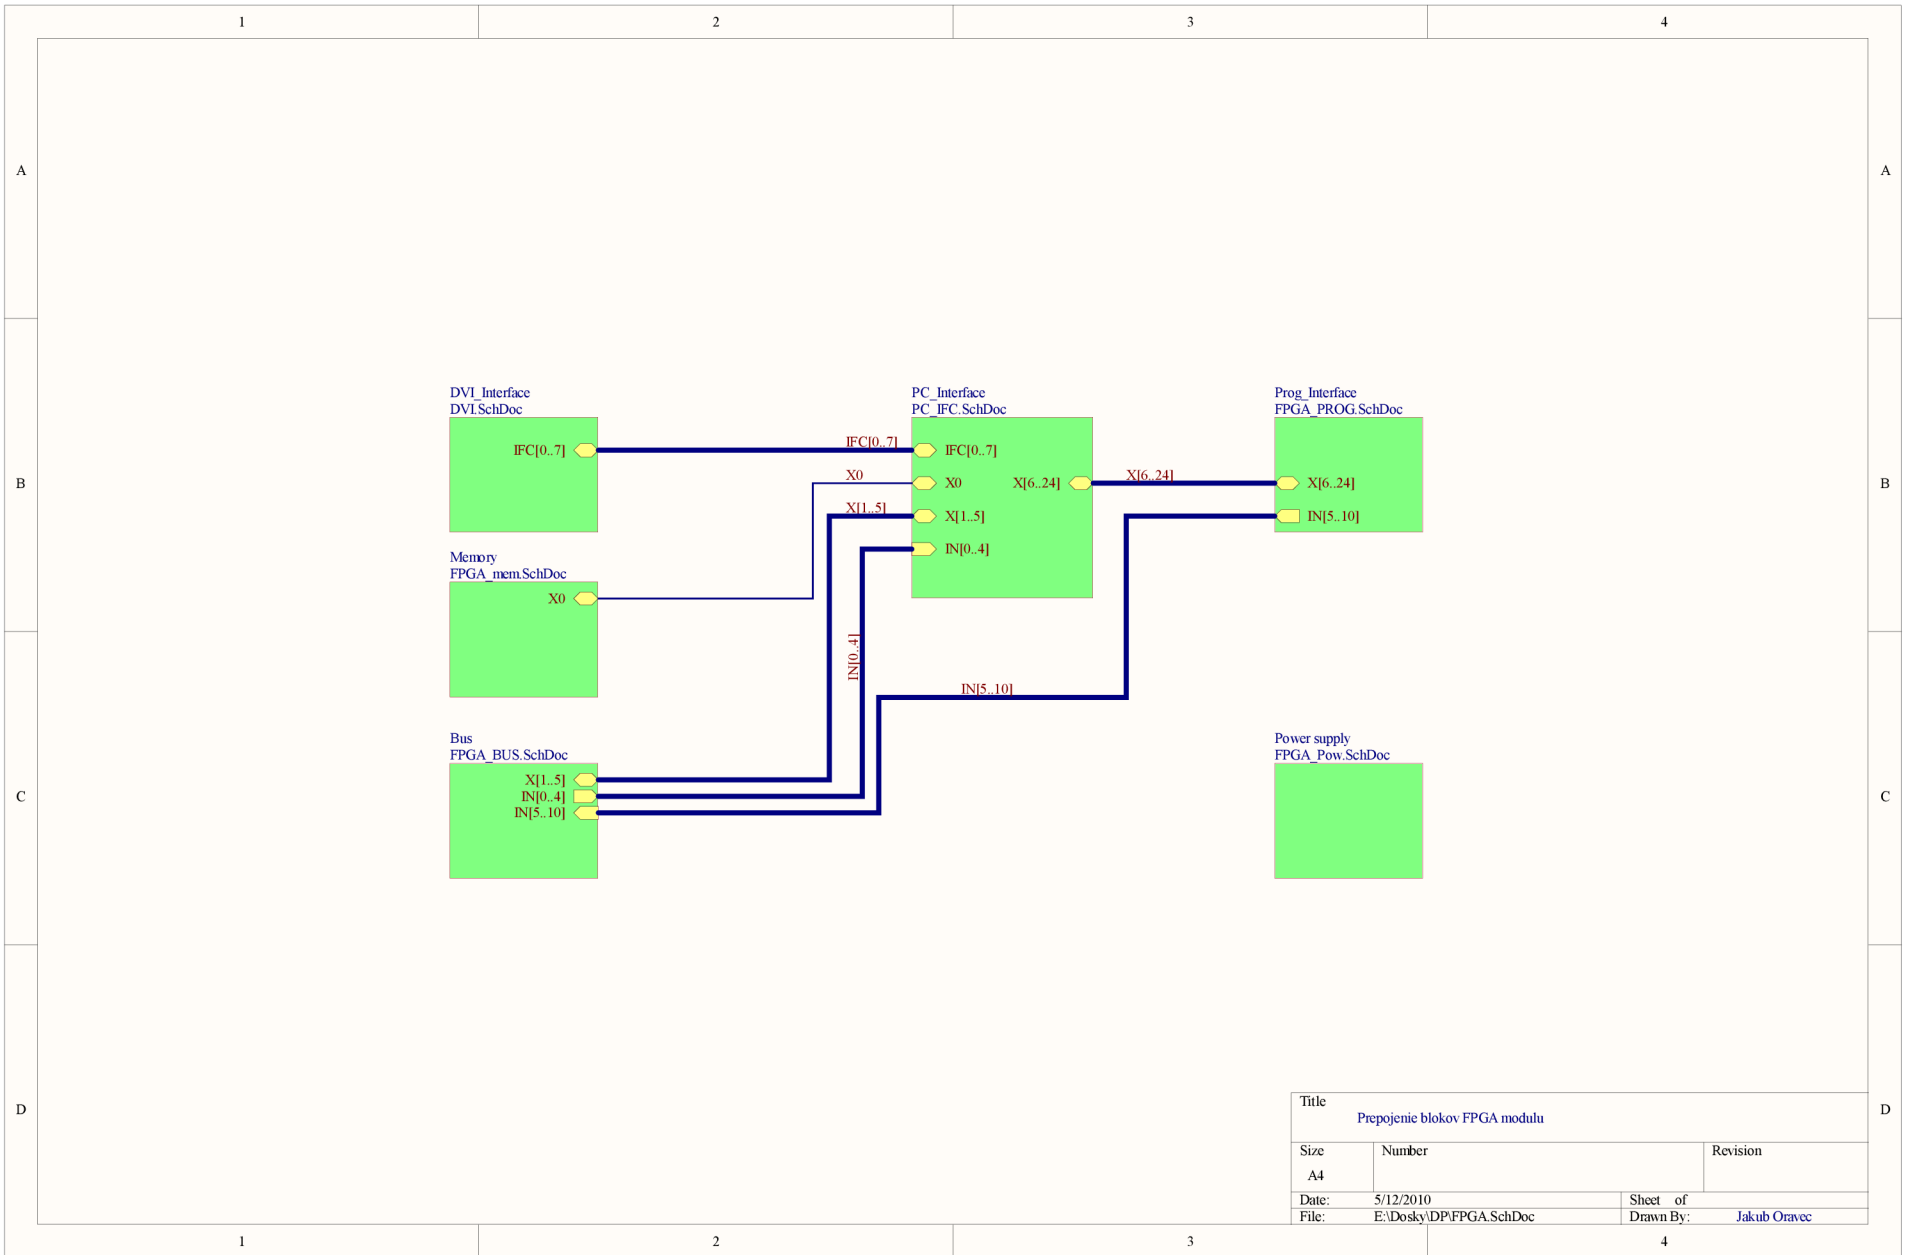 1 2 3 4
A A
DVI_Interface PC_Interface Prog_Interface
DVI.SchDoc PC_IFC.SchDoc FPGA_PROG.SchDoc
IFC[0..7] IFC[0..7] IFC[0..7]
X0 X[6..24]
B X0 X[6..24] X[6..24] B
X[1..5]
X[1..5] IN[5..10]
IN[0..4]
Memory
FPGA_mem.SchDoc
X0
IN[0..4]
IN[5..10]
Bus Power supply
FPGA_BUS.SchDoc FPGA_Pow.SchDoc
X[1..5]
C IN[0..4] C
IN[5..10]
D D
Title
Prepojenie blokov FPGA modulu
Size Number Revision
A4
Date: 5/12/2010 Sheet of
File: E:\Dosky\DP\FPGA.SchDoc Drawn By: Jakub Oravec
1 2 3 4